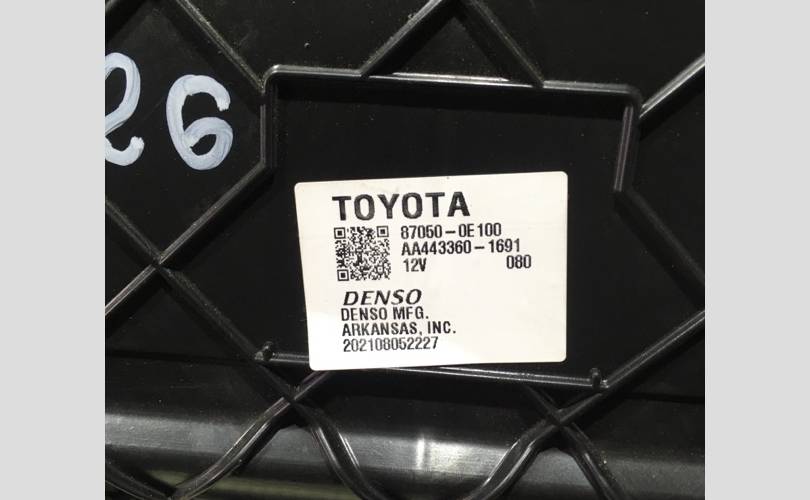 26
TOYOTA
87050-0E100
AA443360-1691
12V 080
DENSO
DENSO MFG.
ARKANSAS, INC.
202108052227